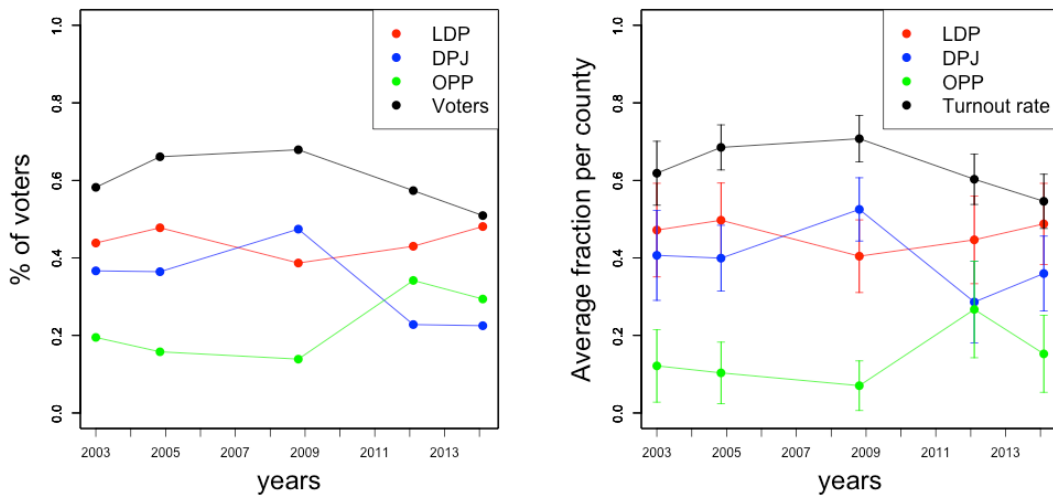 % of voters
1.0
0.8
0.6
0.4
0.2
0.0
LDP
DPJ
OPP
Voters
2003 2005 2007 2009 2011 2013
years
Average fraction per county
1.0
0.8
0.6
0.4
0.2
0.0
LDP
DPJ
OPP
Turnout rate
2003 2005 2007 2009 2011 2013
years